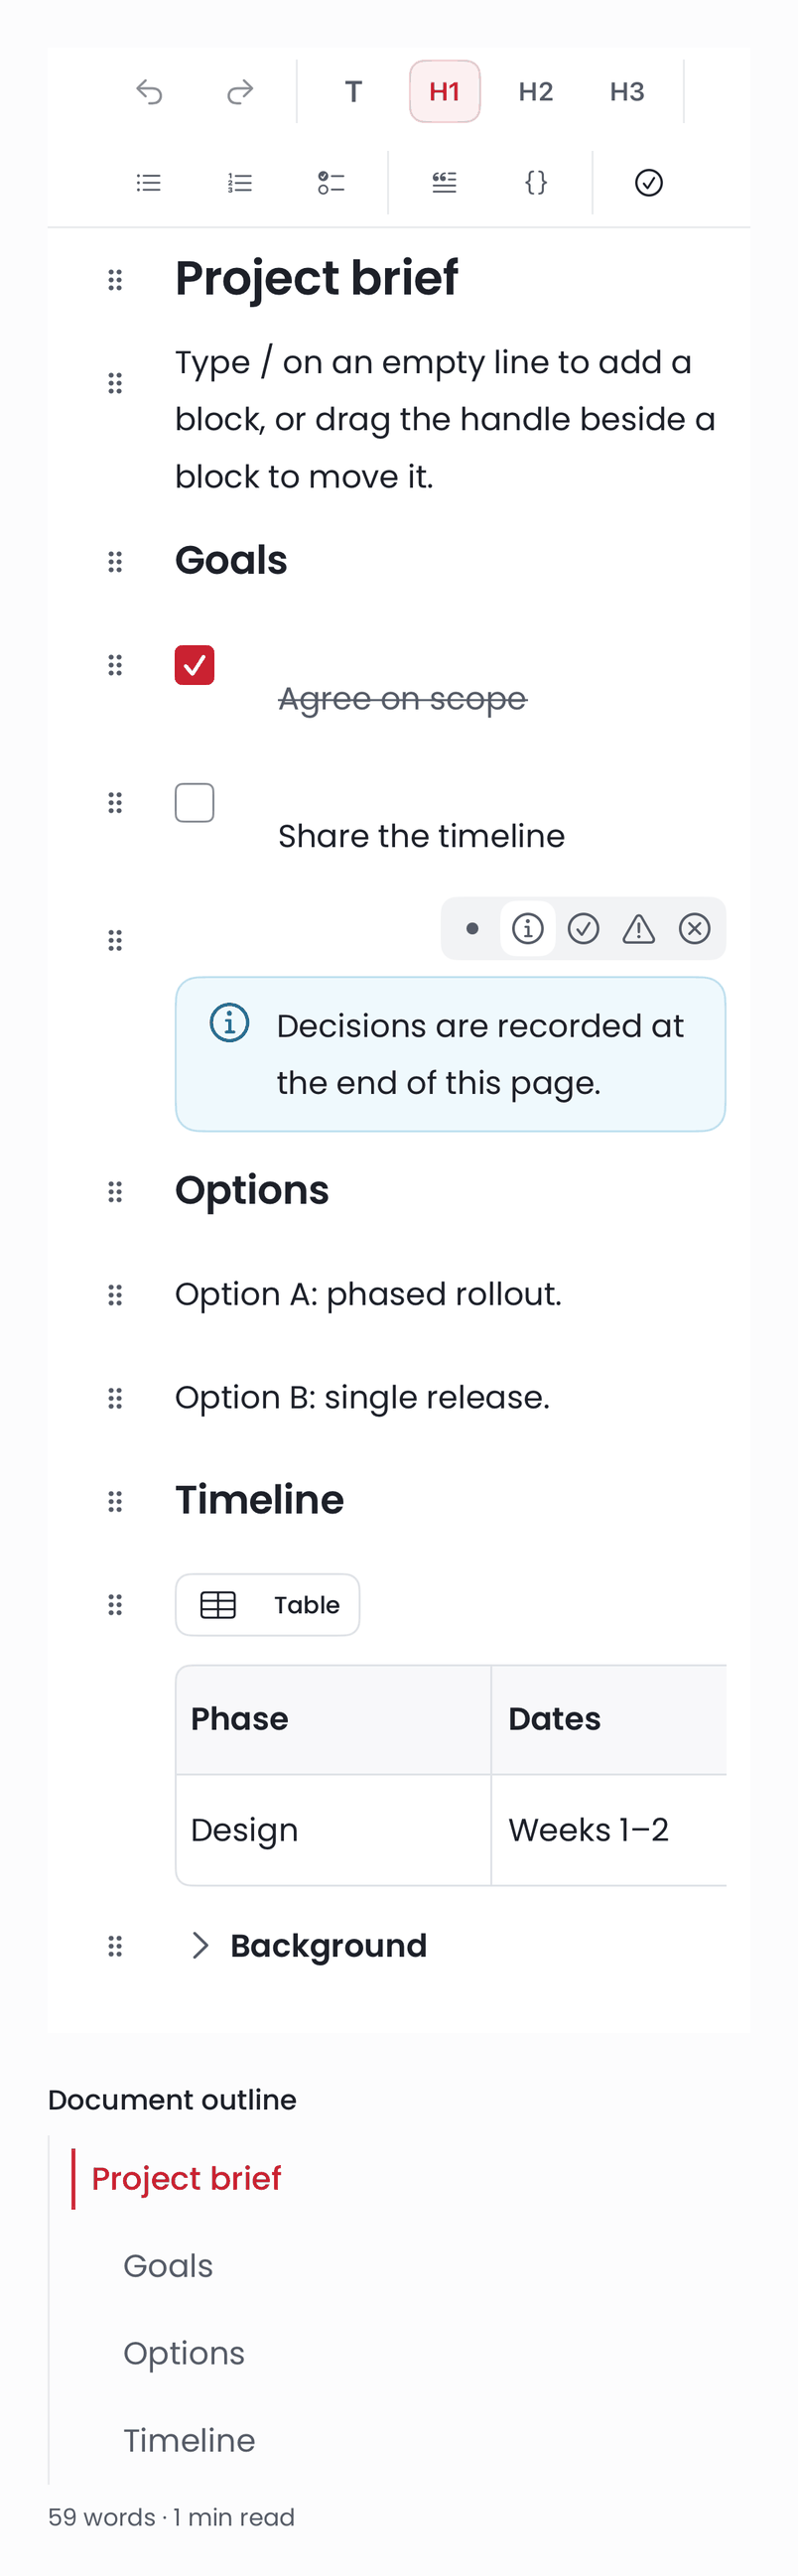 T H1 H2 H3
Project brief
Type / on an empty line to add a
block, or drag the handle beside a
block to move it.
Goals
Agree on scope
Share the timeline
Decisions are recorded at
the end of this page.
Options
Option A: phased rollout.
Option B: single release.
Timeline
Table
Phase Dates
Design Weeks 1–2
Background
Document outline
Project brief
Goals
Options
Timeline
59 words · 1 min read